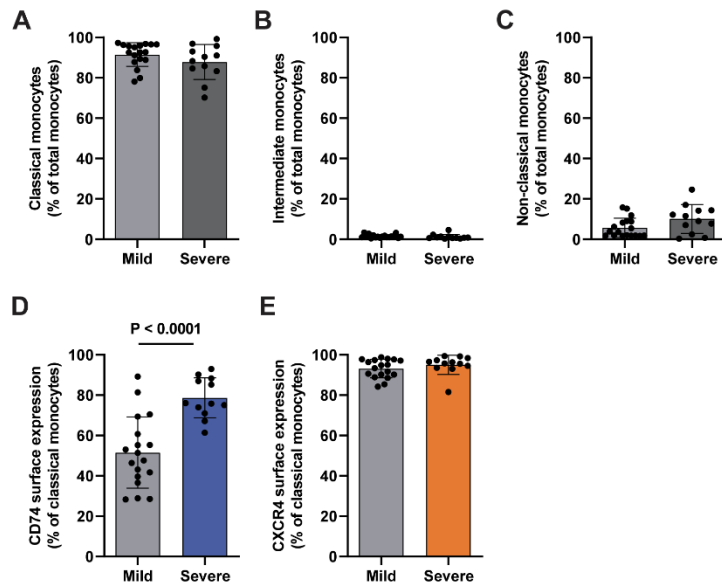 A
Classical monocytes
(% of total monocytes)
100
80
60
40
20
0
Mild
Severe
B
Intermediate monocytes
(% of total monocytes)
100
80
60
40
20
0
Mild
Severe
C
Non-classical monocytes
(% of total monocytes)
100
80
60
40
20
0
Mild
Severe
D
P < 0.0001
CD74 surface expression
(% of classical monocytes)
100
80
60
40
20
0
Mild
Severe
E
CXCR4 surface expression
(% of classical monocytes)
100
80
60
40
20
0
Mild
Severe